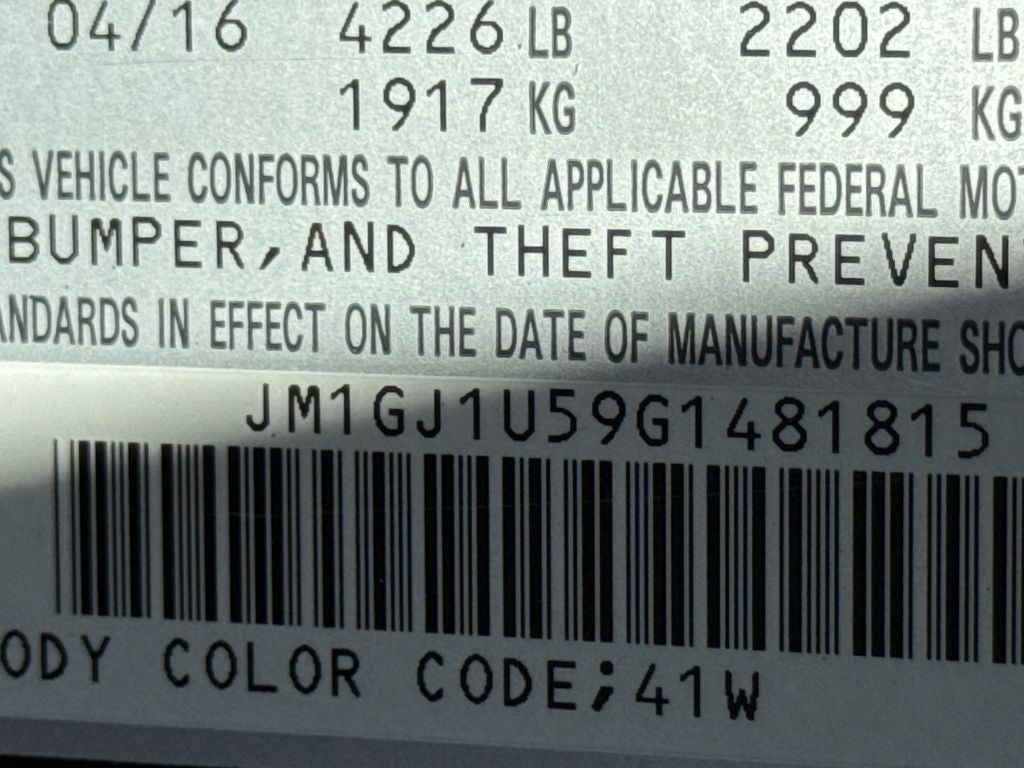 04/16 4226 LB 2202 LB
1917 KG 999 KG
S VEHICLE CONFORMS TO ALL APPLICABLE FEDERAL MOT
BUMPER,AND THEFT PREVEN
ANDARDS IN EFFECT ON THE DATE OF MANUFACTURE SHO
JM1GJ1U59G1481815
ODY COLOR CODE;41W